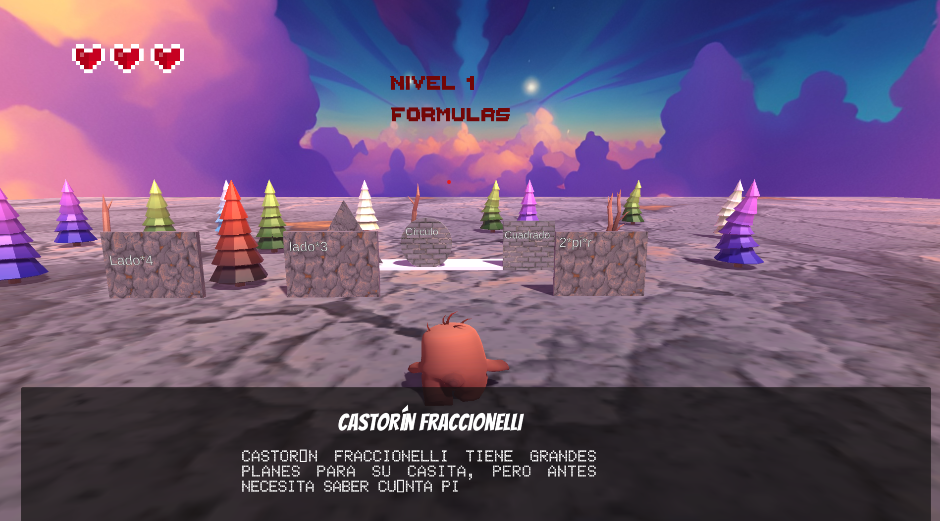 NIVEL 1
FORMULAS
Circulo
Cuadrado
Lado*4
lado*3
2*pi*r
CASTORÍN FRACCIONELLI
CASTOR▯N FRACCIONELLI TIENE GRANDES
PLANES PARA SU CASITA, PERO ANTES
NECESITA SABER CU▯NTA PI